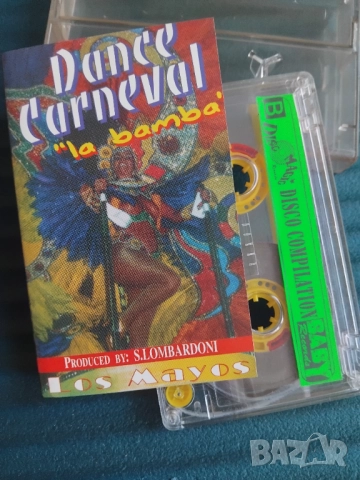 Dance
Carneval
"la bamba"
PRODUCED BY: S.LOMBARDONI
Los Mayos
B
DISCO COMPILATION
BAZAR